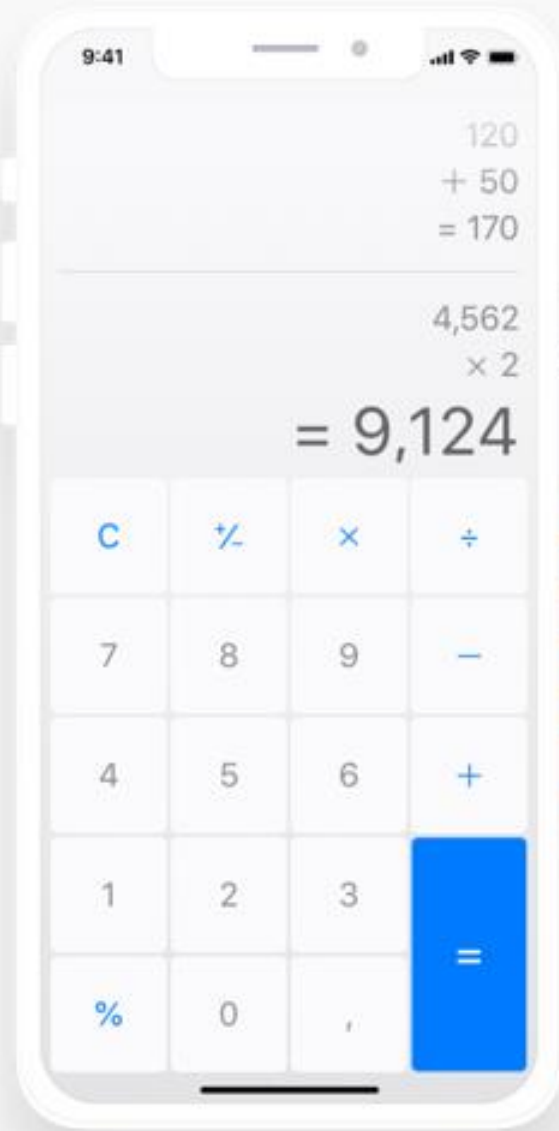 9:41
120
+ 50
= 170
4,562
× 2
= 9,124
C +/− × ÷
7 8 9 −
4 5 6 +
1 2 3
=
% 0 ,